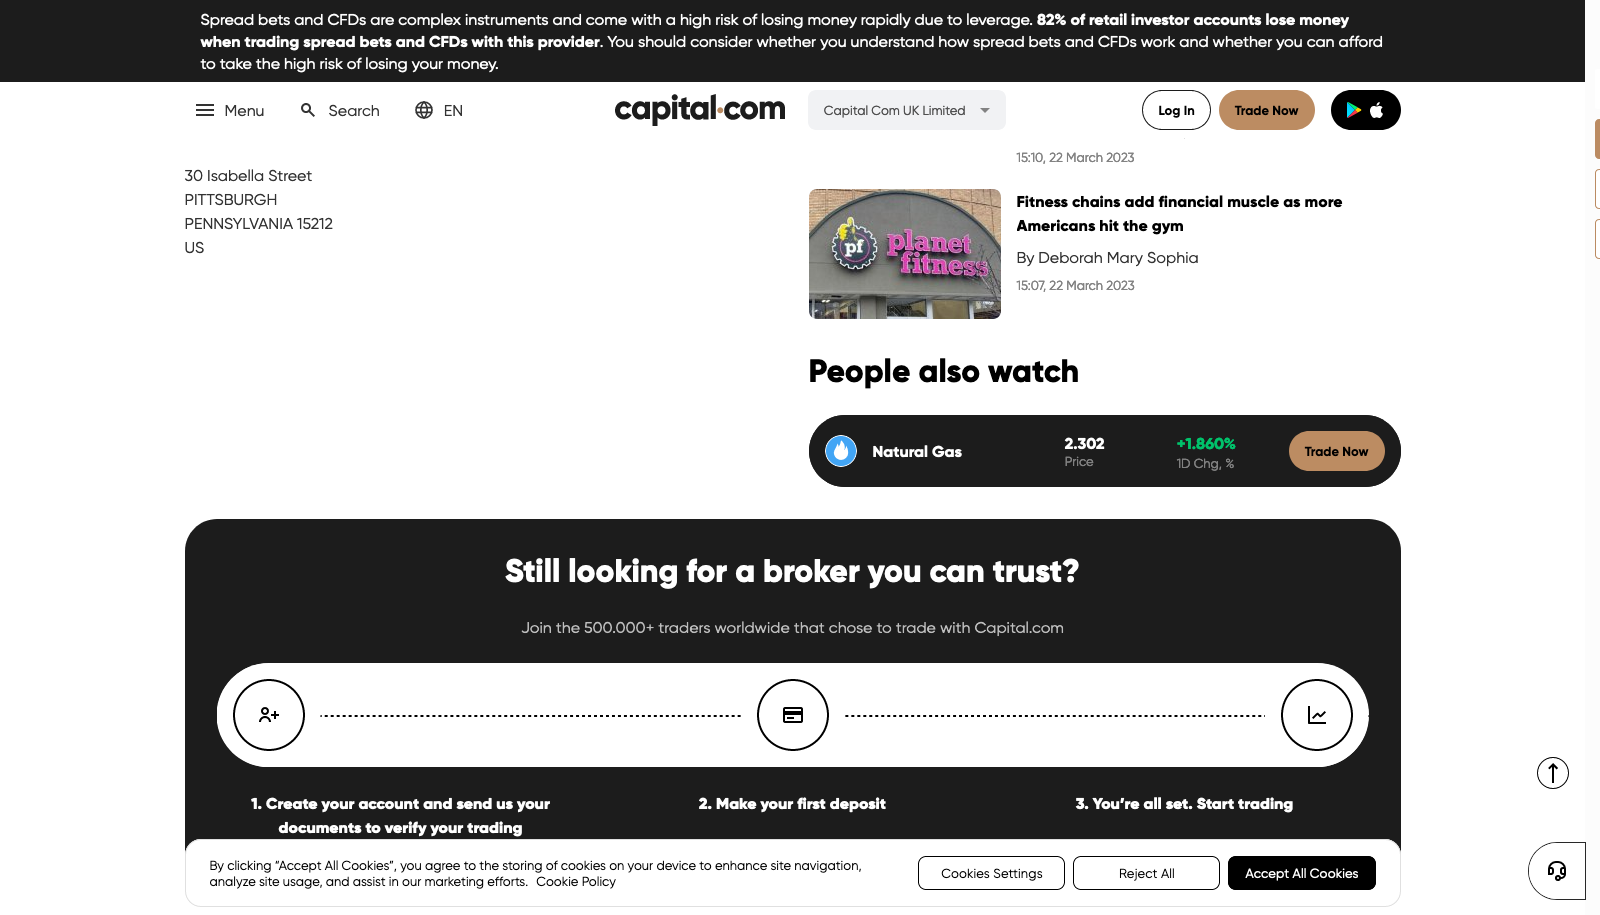 Spread bets and CFDs are complex instruments and come with a high risk of losing money rapidly due to leverage. 82% of retail investor accounts lose money
when trading spread bets and CFDs with this provider. You should consider whether you understand how spread bets and CFDs work and whether you can afford
to take the high risk of losing your money.
Menu
Search
EN
capital.com
Capital Com UK Limited
Log In
Trade Now
30 Isabella Street
PITTSBURGH
PENNSYLVANIA 15212
US
15:10, 22 March 2023
pf planet
fitness
Fitness chains add financial muscle as more
Americans hit the gym
By Deborah Mary Sophia
15:07, 22 March 2023
People also watch
Natural Gas
2.302
Price
+1.860%
1D Chg, %
Trade Now
Still looking for a broker you can trust?
Join the 500.000+ traders worldwide that chose to trade with Capital.com
1. Create your account and send us your
documents to verify your trading
2. Make your first deposit
3. You're all set. Start trading
By clicking “Accept All Cookies”, you agree to the storing of cookies on your device to enhance site navigation,
analyze site usage, and assist in our marketing efforts. Cookie Policy
Cookies Settings
Reject All
Accept All Cookies